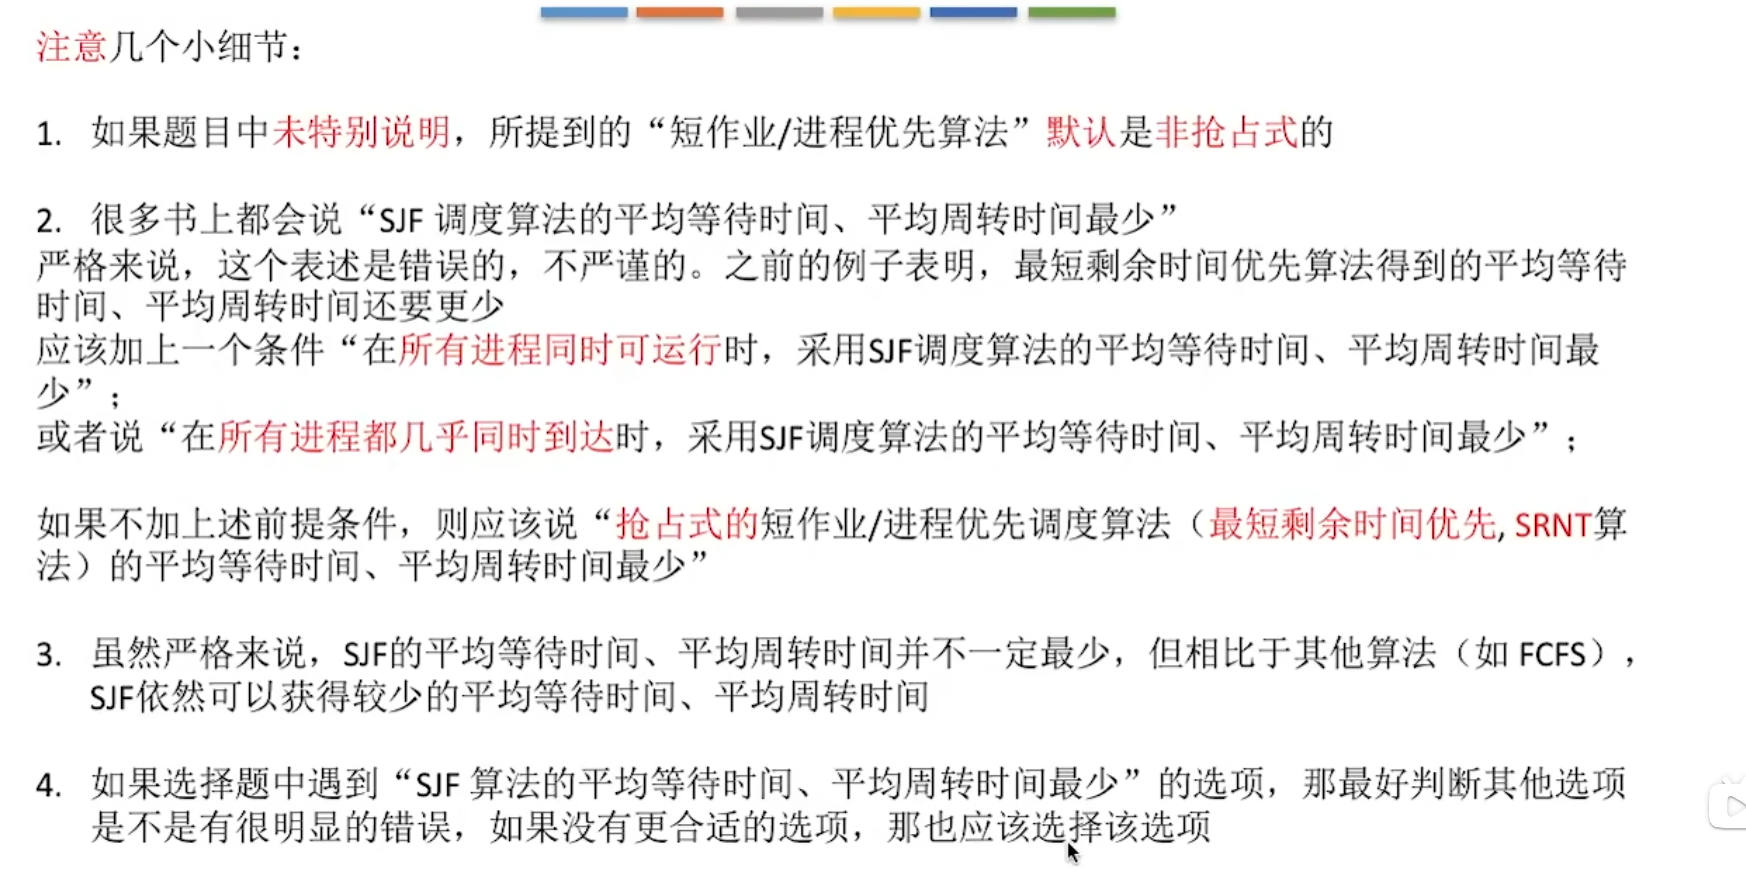 注意几个小细节：
1. 如果题目中未特别说明，所提到的“短作业/进程优先算法”默认是非抢占式的
2. 很多书上都会说“SJF 调度算法的平均等待时间、平均周转时间最少”
严格来说，这个表述是错误的，不严谨的。之前的例子表明，最短剩余时间优先算法得到的平均等待
时间、平均周转时间还要更少
应该加上一个条件“在所有进程同时可运行时，采用SJF调度算法的平均等待时间、平均周转时间最
少”；
或者说“在所有进程都几乎同时到达时，采用SJF调度算法的平均等待时间、平均周转时间最少”；
如果不加上述前提条件，则应该说“抢占式的短作业/进程优先调度算法（最短剩余时间优先, SRNT算
法）的平均等待时间、平均周转时间最少”
3. 虽然严格来说，SJF的平均等待时间、平均周转时间并不一定最少，但相比于其他算法（如 FCFS），
SJF依然可以获得较少的平均等待时间、平均周转时间
4. 如果选择题中遇到“SJF 算法的平均等待时间、平均周转时间最少”的选项，那最好判断其他选项
是不是有很明显的错误，如果没有更合适的选项，那也应该选择该选项